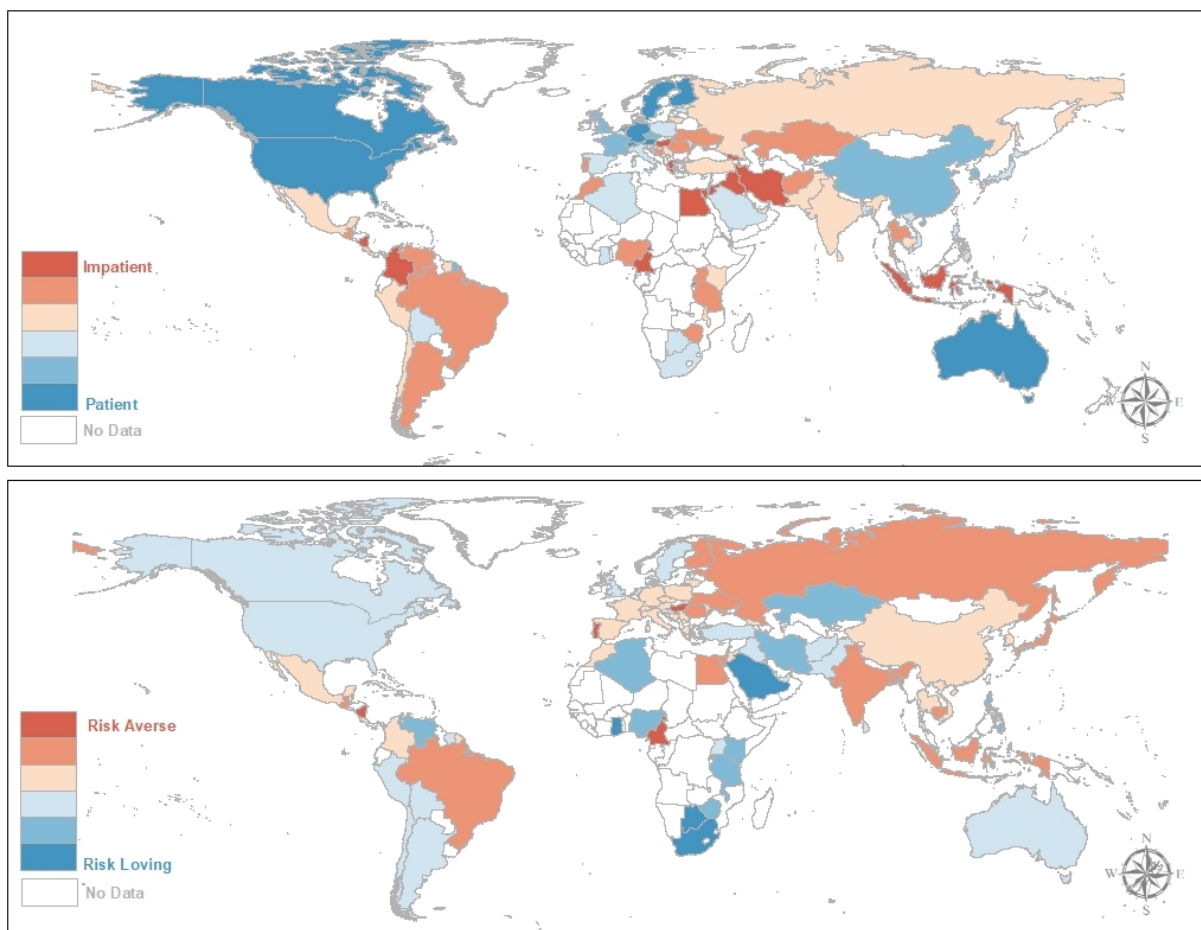 Impatient
Patient
No Data
N
W
E
S
Risk Averse
Risk Loving
No Data
N
W
E
S